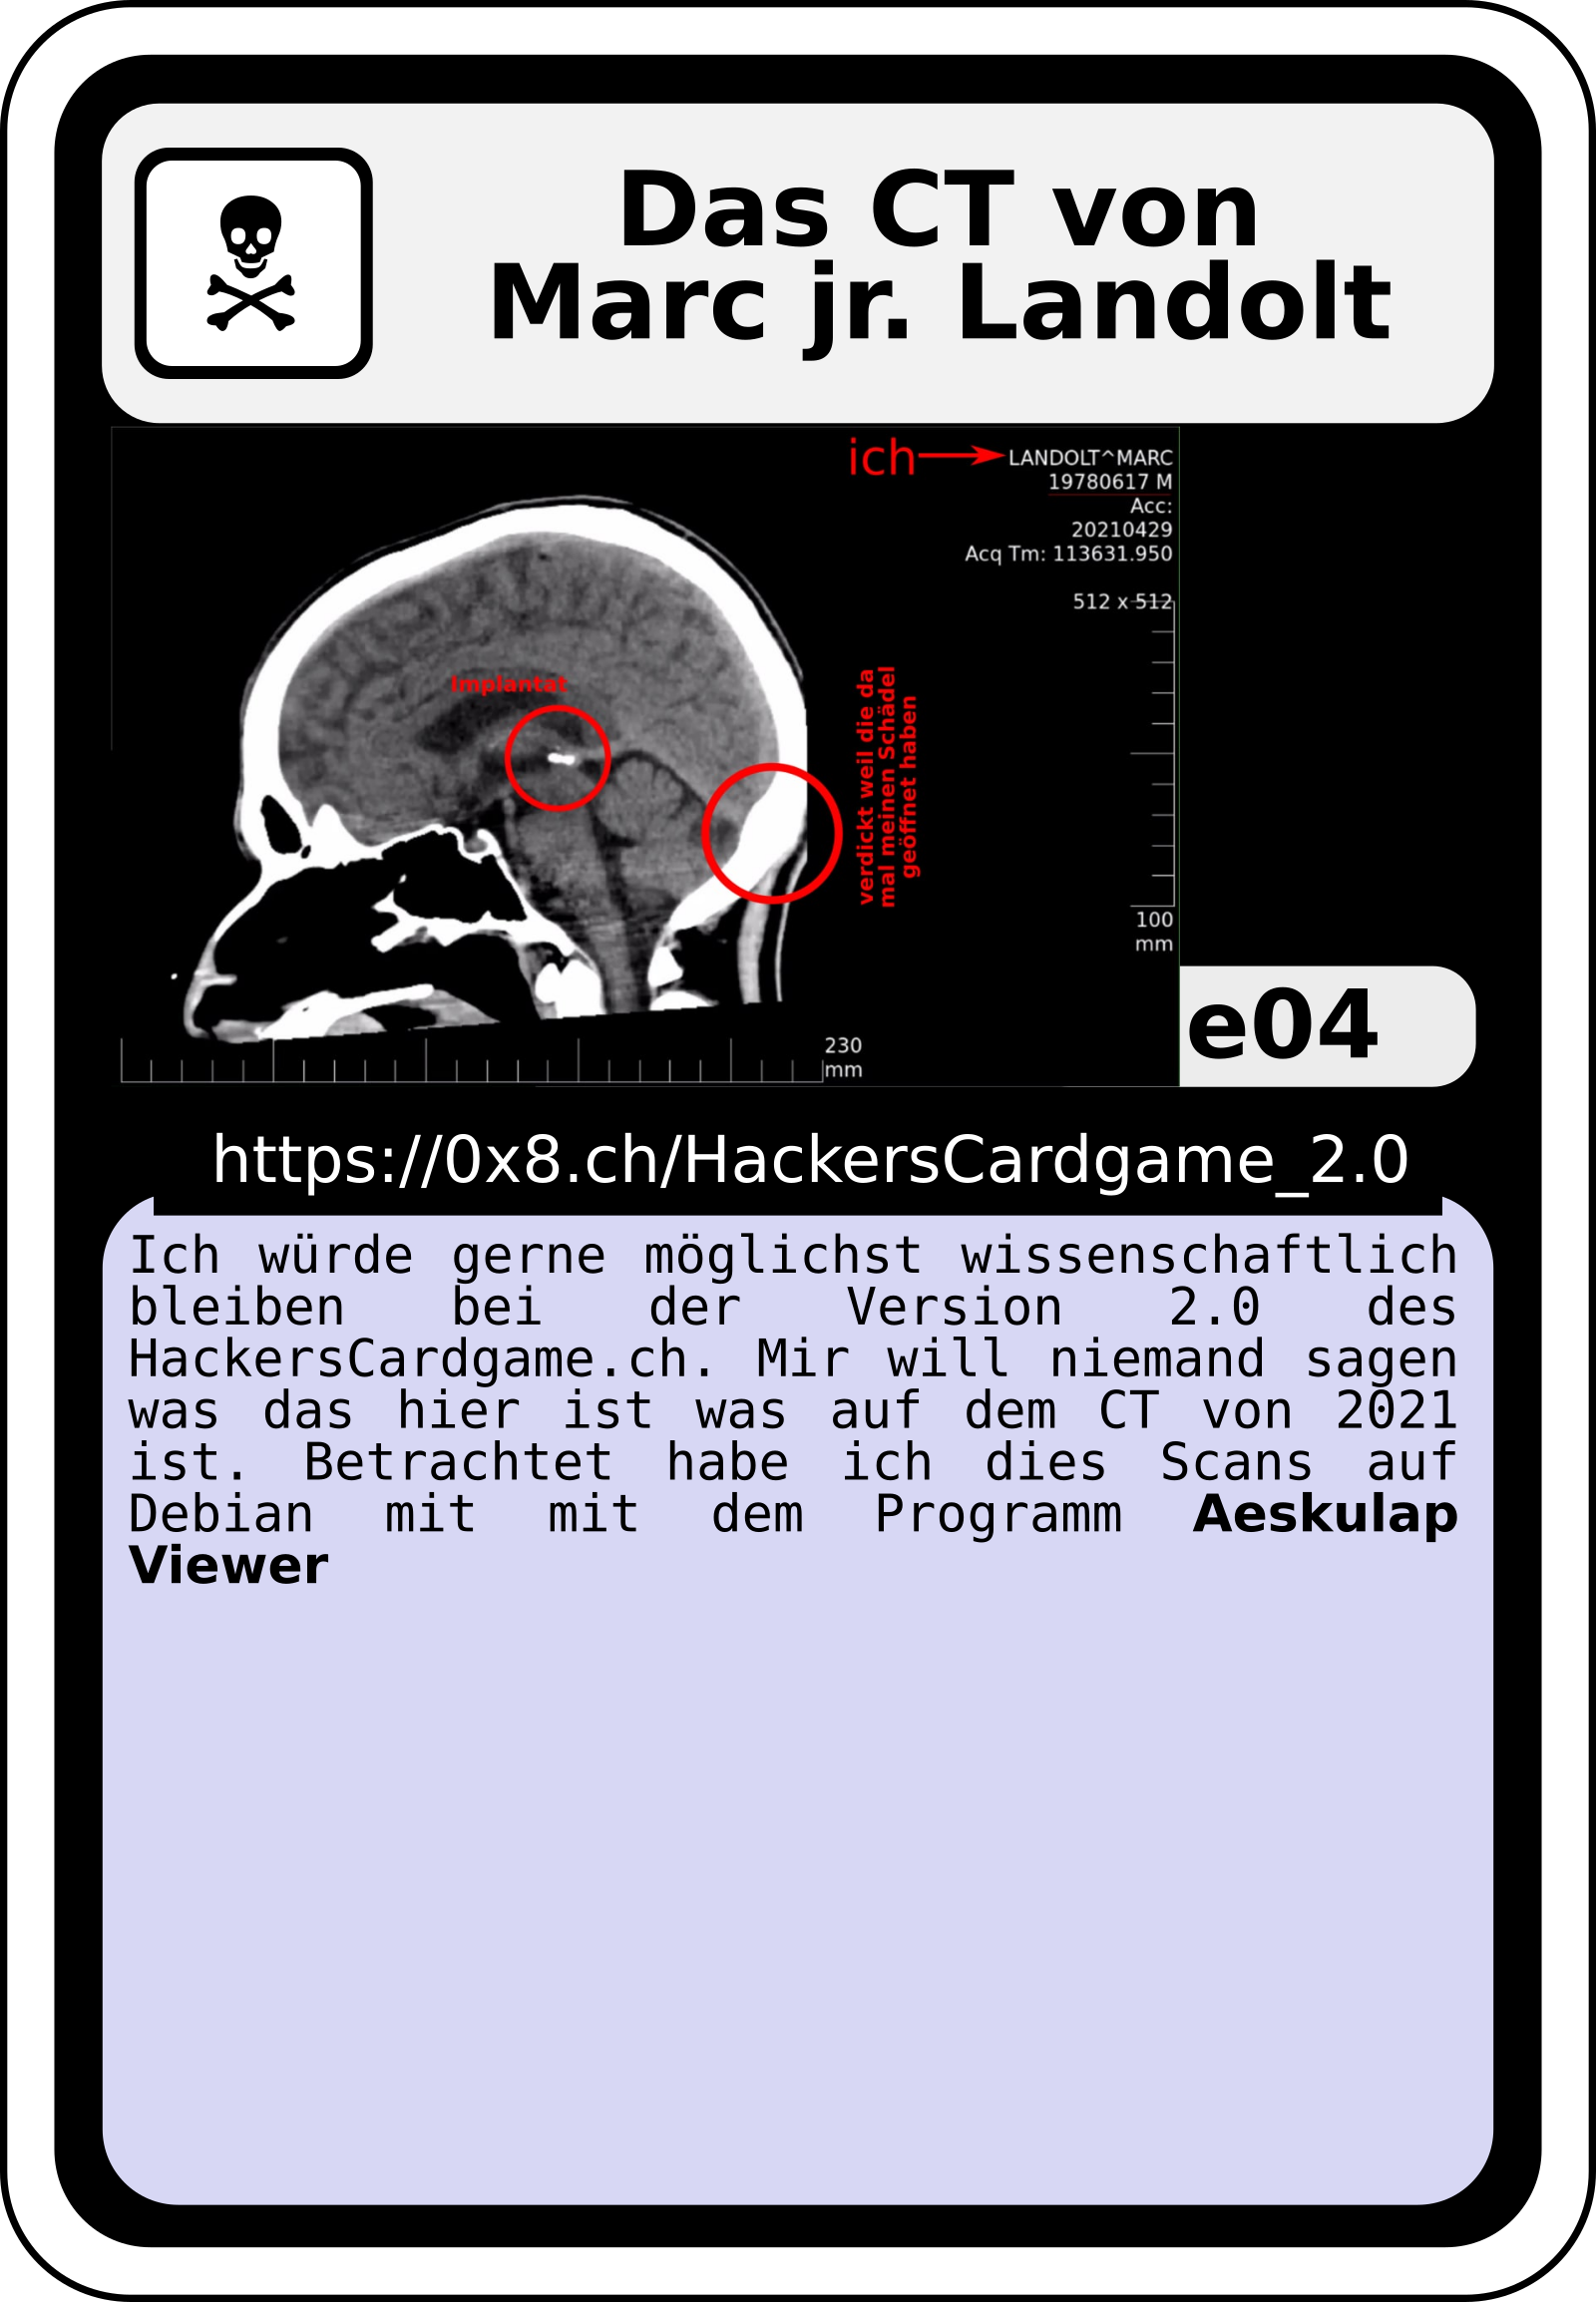 Das CT von
Marc jr. Landolt
ich
LANDOLT^MARC
19780617 M
Acc:
20210429
Acq Tm: 113631.950
512 x 512
Implantat
verdickt weil die da
mal meinen Schädel
geöffnet haben
100
mm
230
mm
e04
https://0x8.ch/HackersCardgame_2.0
Ich würde gerne möglichst wissenschaftlich
bleiben bei der Version 2.0 des
HackersCardgame.ch. Mir will niemand sagen
was das hier ist was auf dem CT von 2021
ist. Betrachtet habe ich dies Scans auf
Debian mit mit dem Programm Aeskulap
Viewer